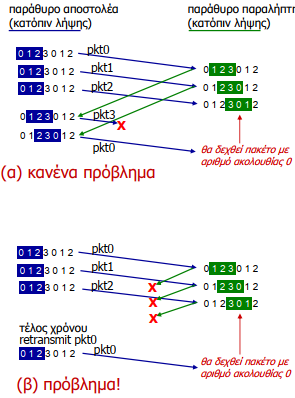 παράθυρο αποστολέα
(κατόπιν λήψης)
παράθυρο παραλήπτη
(κατόπιν λήψης)
0 1 2 3 0 1 2
pkt0
0 1 2 3 0 1 2
pkt1
0 1 2 3 0 1 2
0 1 2 3 0 1 2
pkt2
0 1 2 3 0 1 2
0 1 2 3 0 1 2
0 1 2 3 0 1 2
pkt3
X
0 1 2 3 0 1 2
pkt0
θα δεχθεί πακέτο με
αριθμό ακολουθίας 0
(α) κανένα πρόβλημα
0 1 2 3 0 1 2
pkt0
0 1 2 3 0 1 2
pkt1
0 1 2 3 0 1 2
0 1 2 3 0 1 2
pkt2
X
0 1 2 3 0 1 2
X
0 1 2 3 0 1 2
X
τέλος χρόνου
retransmit pkt0
0 1 2 3 0 1 2
pkt0
θα δεχθεί πακέτο με
αριθμό ακολουθίας 0
(β) πρόβλημα!